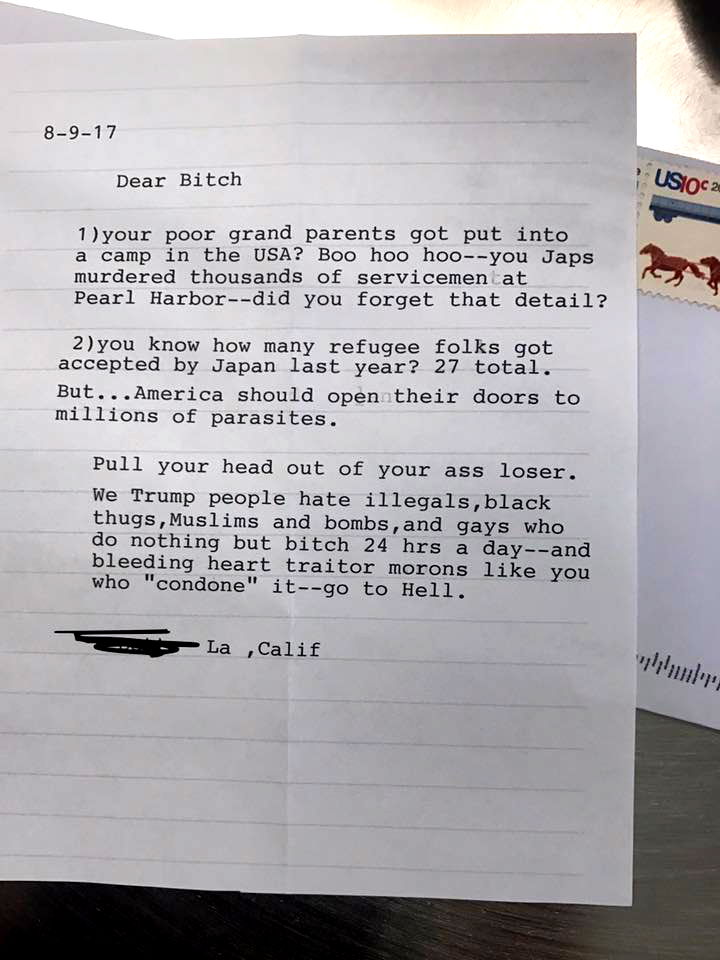 8-9-17
Dear Bitch
1)your poor grand parents got put into
a camp in the USA? Boo hoo hoo--you Japs
murdered thousands of servicemen at
Pearl Harbor--did you forget that detail?
2)you know how many refugee folks got
accepted by Japan last year? 27 total.
But...America should open their doors to
millions of parasites.
Pull your head out of your ass loser.
We Trump people hate illegals,black
thugs,Muslims and bombs,and gays who
do nothing but bitch 24 hrs a day--and
bleeding heart traitor morons like you
who "condone" it--go to Hell.
La ,Calif
US10c